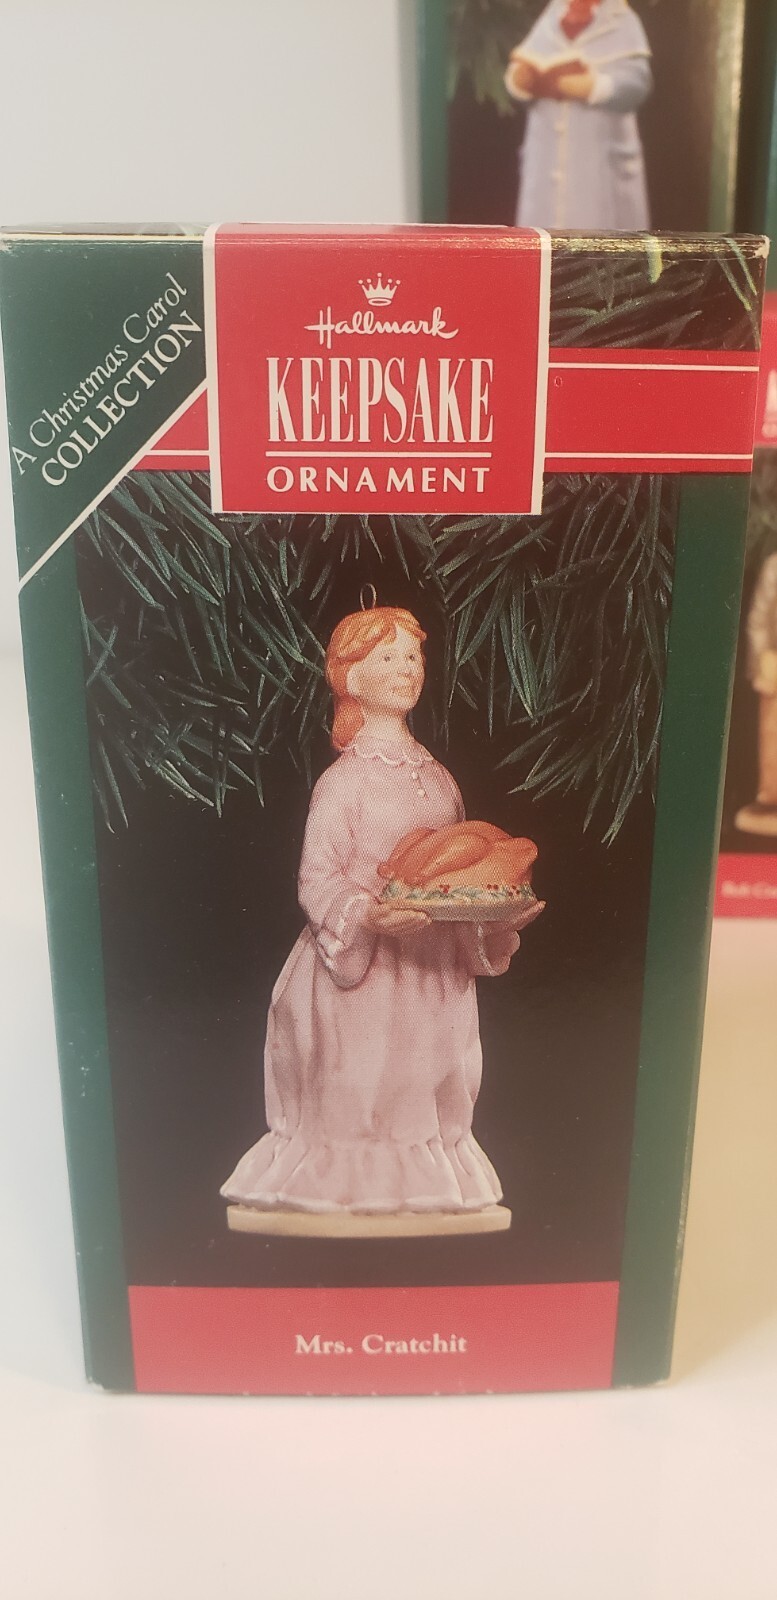 A Christmas Carol
COLLECTION
Hallmark
KEEPSAKE
ORNAMENT
Mrs. Cratchit